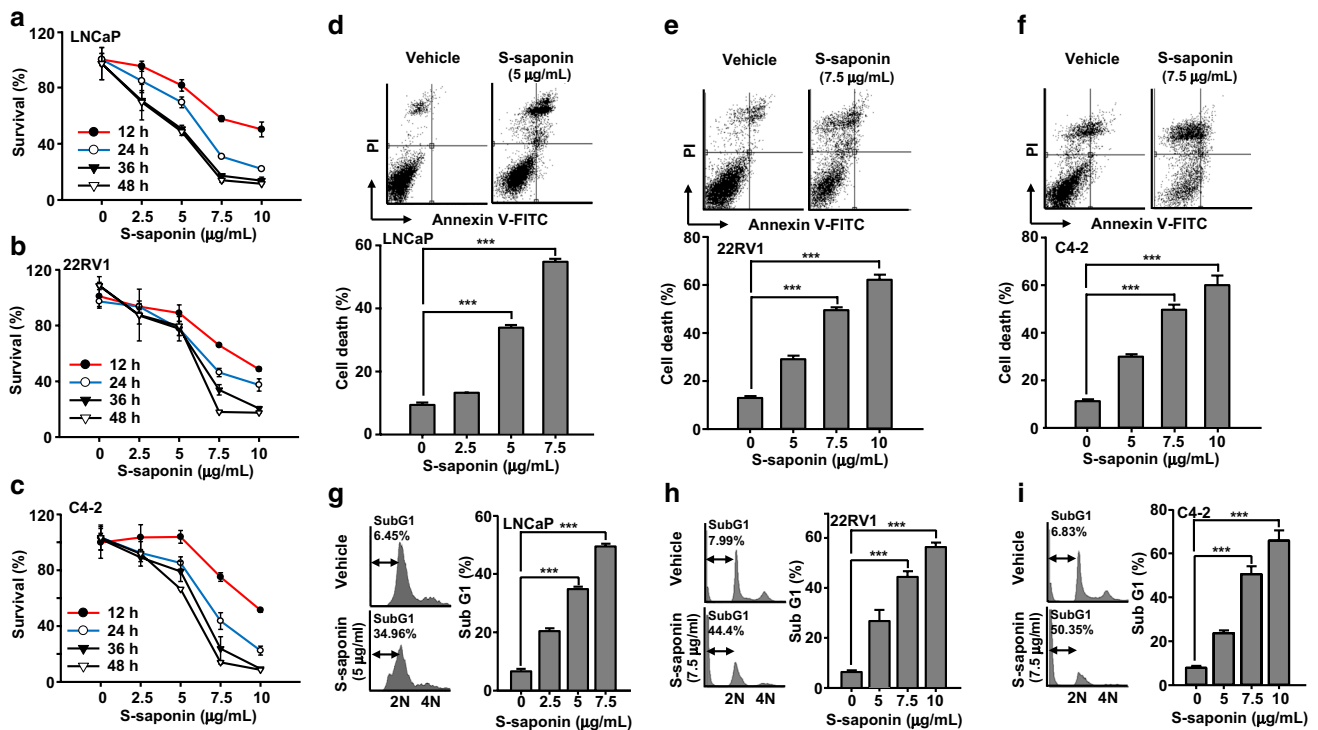 a
LNCaP
120
80
40
0
Survival (%)
12 h
24 h
36 h
48 h
0 2.5 5 7.5 10
S-saponin (µg/mL)
b
22RV1
120
80
40
0
Survival (%)
12 h
24 h
36 h
48 h
0 2.5 5 7.5 10
S-saponin (µg/mL)
c
C4-2
120
80
40
0
Survival (%)
12 h
24 h
36 h
48 h
0 2.5 5 7.5 10
S-saponin (µg/mL)
d
Vehicle
S-saponin
(5 µg/mL)
PI
Annexin V-FITC
LNCaP
60
40
20
0
Cell death (%)
***
***
0 2.5 5 7.5
S-saponin (µg/mL)
e
Vehicle
S-saponin
(7.5 µg/mL)
PI
Annexin V-FITC
22RV1
80
60
40
20
0
Cell death (%)
***
***
0 5 7.5 10
S-saponin (µg/mL)
f
Vehicle
S-saponin
(7.5 µg/mL)
PI
Annexin V-FITC
C4-2
80
60
40
20
0
Cell death (%)
***
***
0 5 7.5 10
S-saponin (µg/mL)
g
Vehicle
SubG1
6.45%
S-saponin
(5 µg/ml)
SubG1
34.96%
2N 4N
LNCaP
60
40
20
0
Sub G1 (%)
***
***
0 2.5 5 7.5
S-saponin (µg/mL)
h
Vehicle
SubG1
7.99%
S-saponin
(7.5 µg/ml)
SubG1
44.4%
2N 4N
22RV1
60
40
20
0
Sub G1 (%)
***
***
0 5 7.5 10
S-saponin (µg/mL)
i
Vehicle
SubG1
6.83%
S-saponin
(7.5 µg/ml)
SubG1
50.35%
2N 4N
C4-2
80
60
40
20
0
Sub G1 (%)
***
***
0 5 7.5 10
S-saponin (µg/mL)